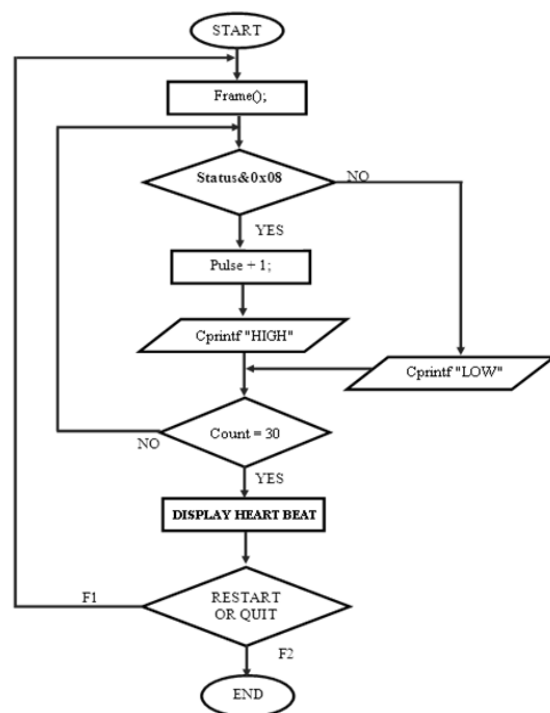 START
Frame();
Status&0x08
NO
YES
Pulse + 1;
Cprintf "HIGH"
Cprintf "LOW"
Count = 30
NO
YES
DISPLAY HEART BEAT
RESTART
OR QUIT
F1
F2
END